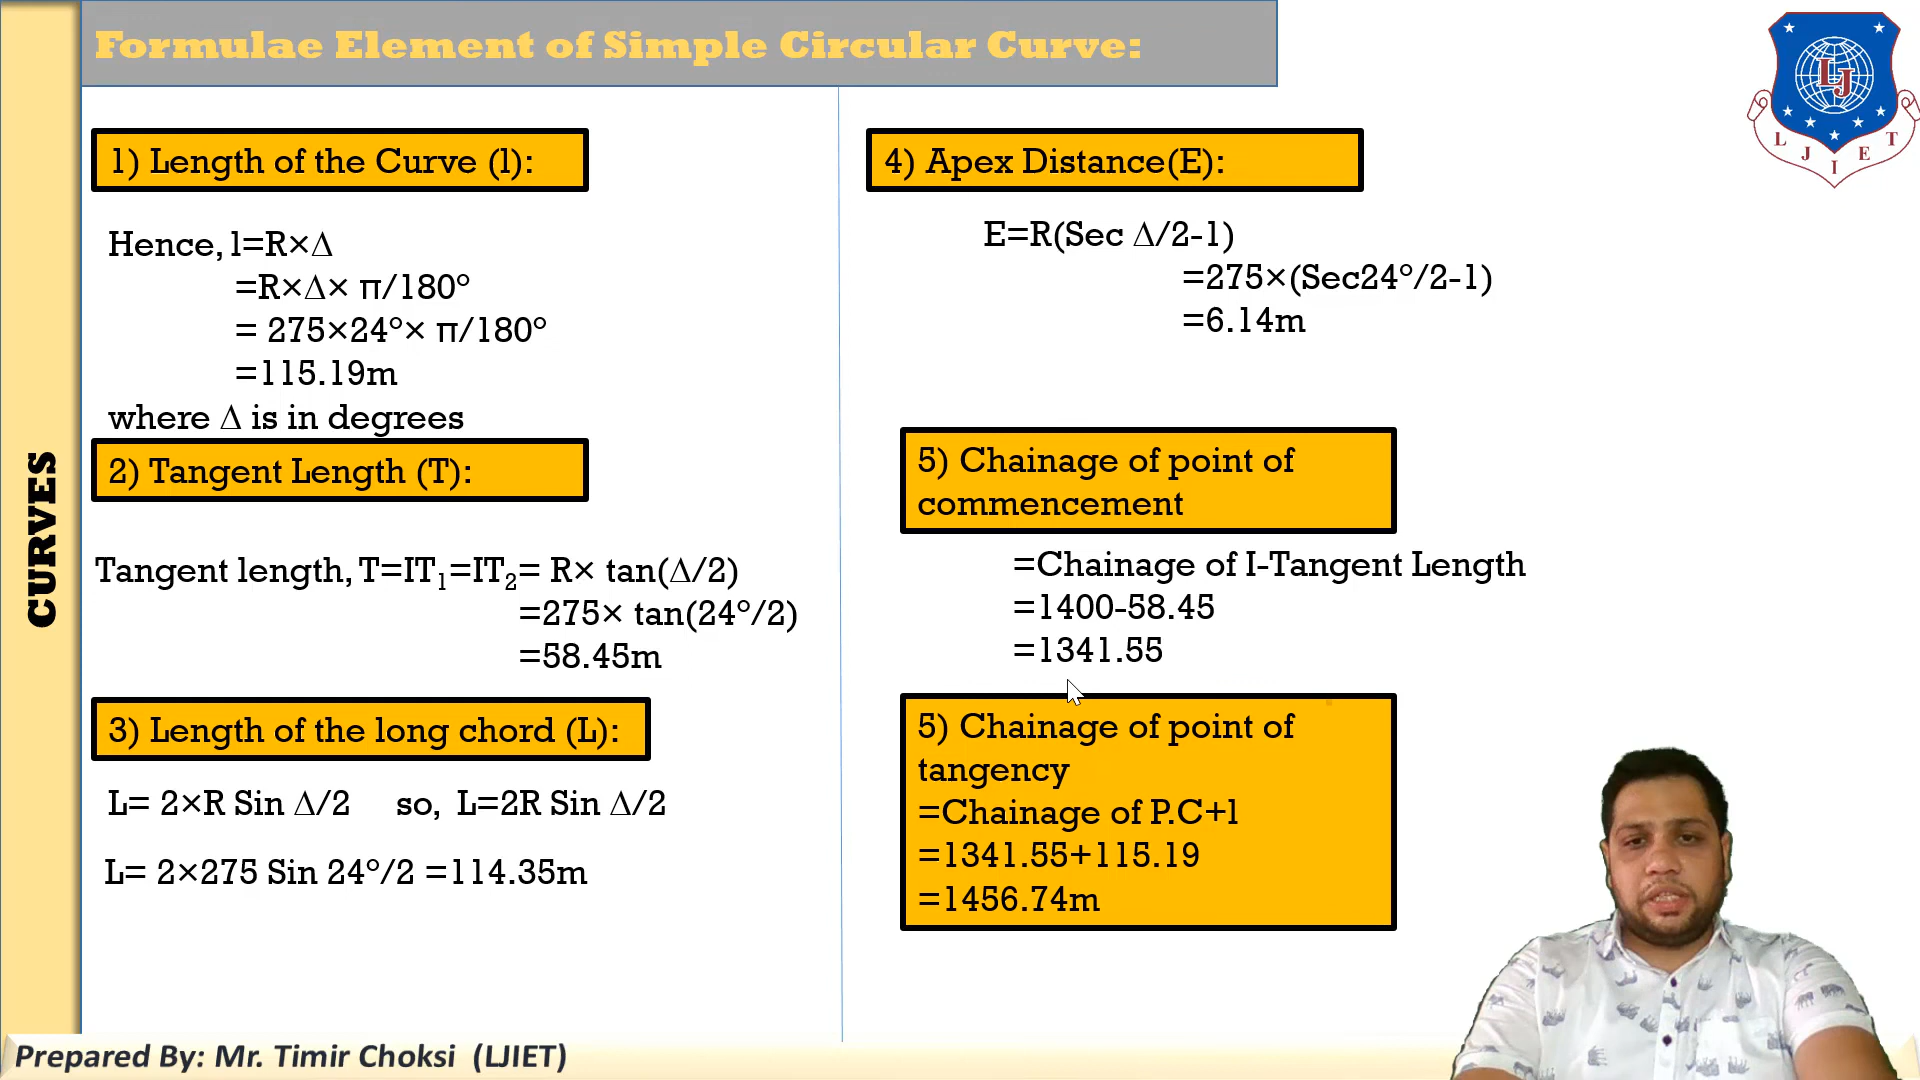 Formulae Element of Simple Circular Curve:
CURVES
1) Length of the Curve (l):
Hence, l=R×∆
=R×∆× π/180°
= 275×24°× π/180°
=115.19m
where ∆ is in degrees
2) Tangent Length (T):
Tangent length, T=IT₁=IT₂= R× tan(∆/2)
=275× tan(24°/2)
=58.45m
3) Length of the long chord (L):
L= 2×R Sin ∆/2 so, L=2R Sin ∆/2
L= 2×275 Sin 24°/2 =114.35m
4) Apex Distance(E):
E=R(Sec ∆/2-1)
=275×(Sec24°/2-1)
=6.14m
5) Chainage of point of
commencement
=Chainage of I-Tangent Length
=1400-58.45
=1341.55
5) Chainage of point of
tangency
=Chainage of P.C+l
=1341.55+115.19
=1456.74m
LJ
L J I E T
Prepared By: Mr. Timir Choksi (LJIET)